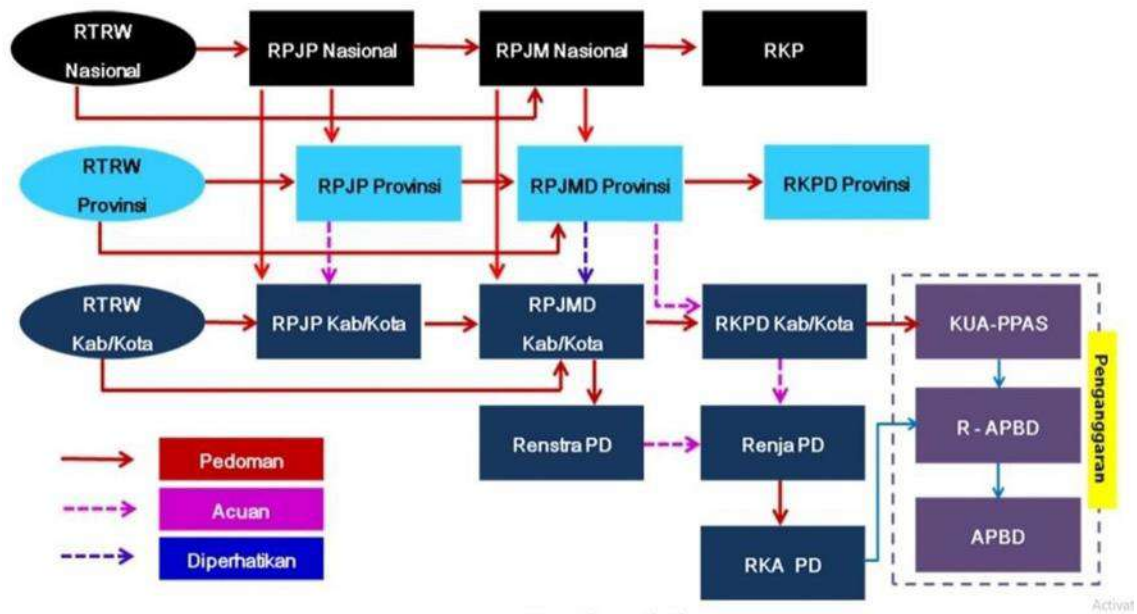 RTRW
Nasional
RPJP Nasional
RPJM Nasional
RKP
RTRW
Provinsi
RPJP Provinsi
RPJMD Provinsi
RKPD Provinsi
RTRW
Kab/Kota
RPJP Kab/Kota
RPJMD
Kab/Kota
RKPD Kab/Kota
KUA-PPAS
Renstra PD
Renja PD
R - APBD
Penganggaran
RKA PD
APBD
Pedoman
Acuan
Diperhatikan
Activat